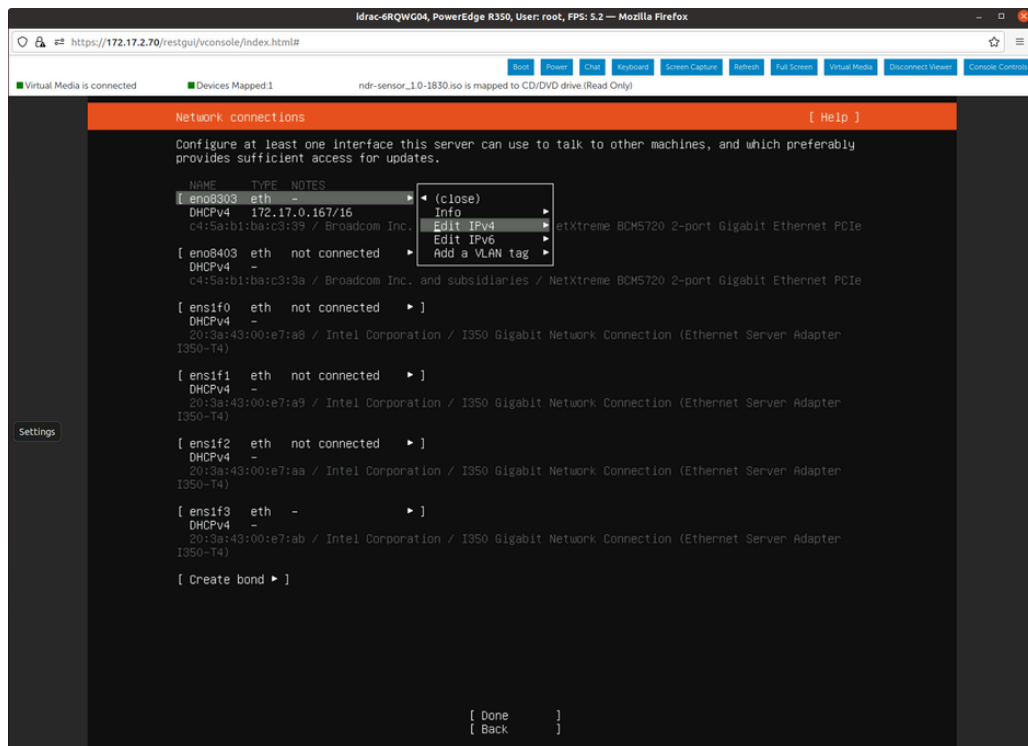 idrac-6RQWG04, PowerEdge R350, User: root, FPS: 5.2 — Mozilla Firefox
https://172.17.2.70/restgui/vconsole/index.html#
Boot Power Chat Keyboard Screen Capture Refresh Full Screen Virtual Media Disconnect Viewer Console Controls
Virtual Media is connected Devices Mapped:1 ndr-sensor_1.0-1830.iso is mapped to CD/DVD drive.(Read Only)
Network connections [ Help ]
Configure at least one interface this server can use to talk to other machines, and which preferably
provides sufficient access for updates.
NAME TYPE NOTES
[ eno8303 eth - ▸ ◂ (close)
DHCPv4 172.17.0.167/16 Info ▸
c4:5a:b1:ba:c3:39 / Broadcom Inc. Edit IPv4 ▸ etXtreme BCM5720 2-port Gigabit Ethernet PCIe
Edit IPv6 ▸
[ eno8403 eth not connected ▸ Add a VLAN tag ▸
DHCPv4 -
c4:5a:b1:ba:c3:3a / Broadcom Inc. and subsidiaries / NetXtreme BCM5720 2-port Gigabit Ethernet PCIe
[ ens1f0 eth not connected ▸ ]
DHCPv4 -
20:3a:43:00:e7:a8 / Intel Corporation / I350 Gigabit Network Connection (Ethernet Server Adapter
I350-T4)
[ ens1f1 eth not connected ▸ ]
DHCPv4 -
20:3a:43:00:e7:a9 / Intel Corporation / I350 Gigabit Network Connection (Ethernet Server Adapter
I350-T4)
Settings
[ ens1f2 eth not connected ▸ ]
DHCPv4 -
20:3a:43:00:e7:aa / Intel Corporation / I350 Gigabit Network Connection (Ethernet Server Adapter
I350-T4)
[ ens1f3 eth - ▸ ]
DHCPv4 -
20:3a:43:00:e7:ab / Intel Corporation / I350 Gigabit Network Connection (Ethernet Server Adapter
I350-T4)
[ Create bond ▸ ]
[ Done ]
[ Back ]